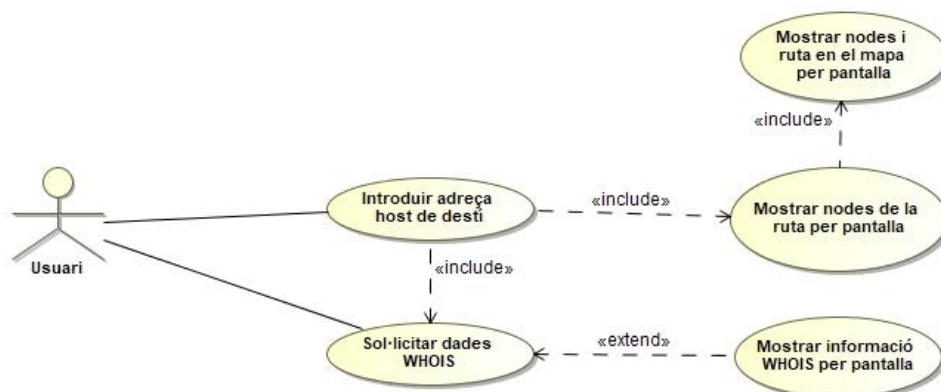 Mostrar nodes i
ruta en el mapa
per pantalla
«include»
Introduir adreça
host de destí
«include»
Mostrar nodes de la
ruta per pantalla
Usuari
«include»
Sol·licitar dades
WHOIS
«extend»
Mostrar informació
WHOIS per pantalla